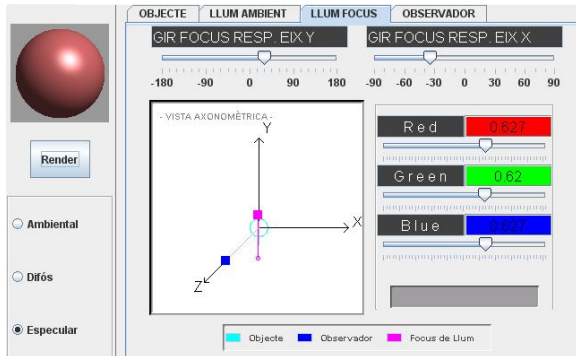 OBJECTE LLUM AMBIENT LLUM FOCUS OBSERVADOR
GIR FOCUS RESP. EIX Y GIR FOCUS RESP. EIX X
-180 -90 0 90 180 -90 -60 -30 0 30 60 90
- VISTA AXONOMÈTRICA -
Y
X
Z
Red 0.627
Green 0.62
Blue 0.627
Render
Ambiental
Difós
Especular
Objecte Observador Focus de Llum